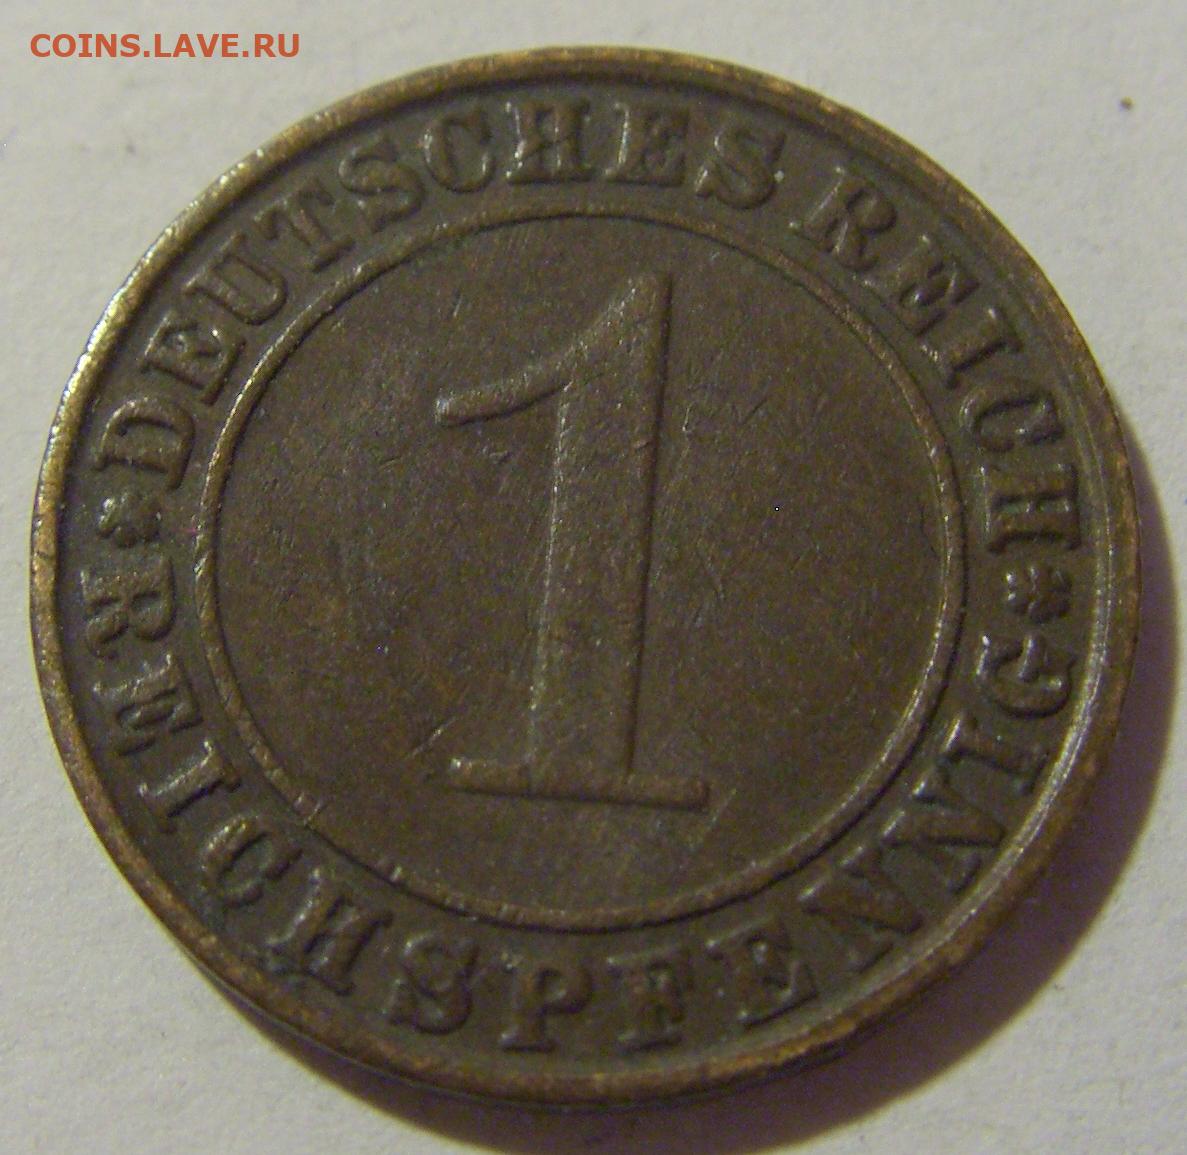 COINS.LAVE.RU
DEUTSCHES REICH
1
REICHSPFENNIG